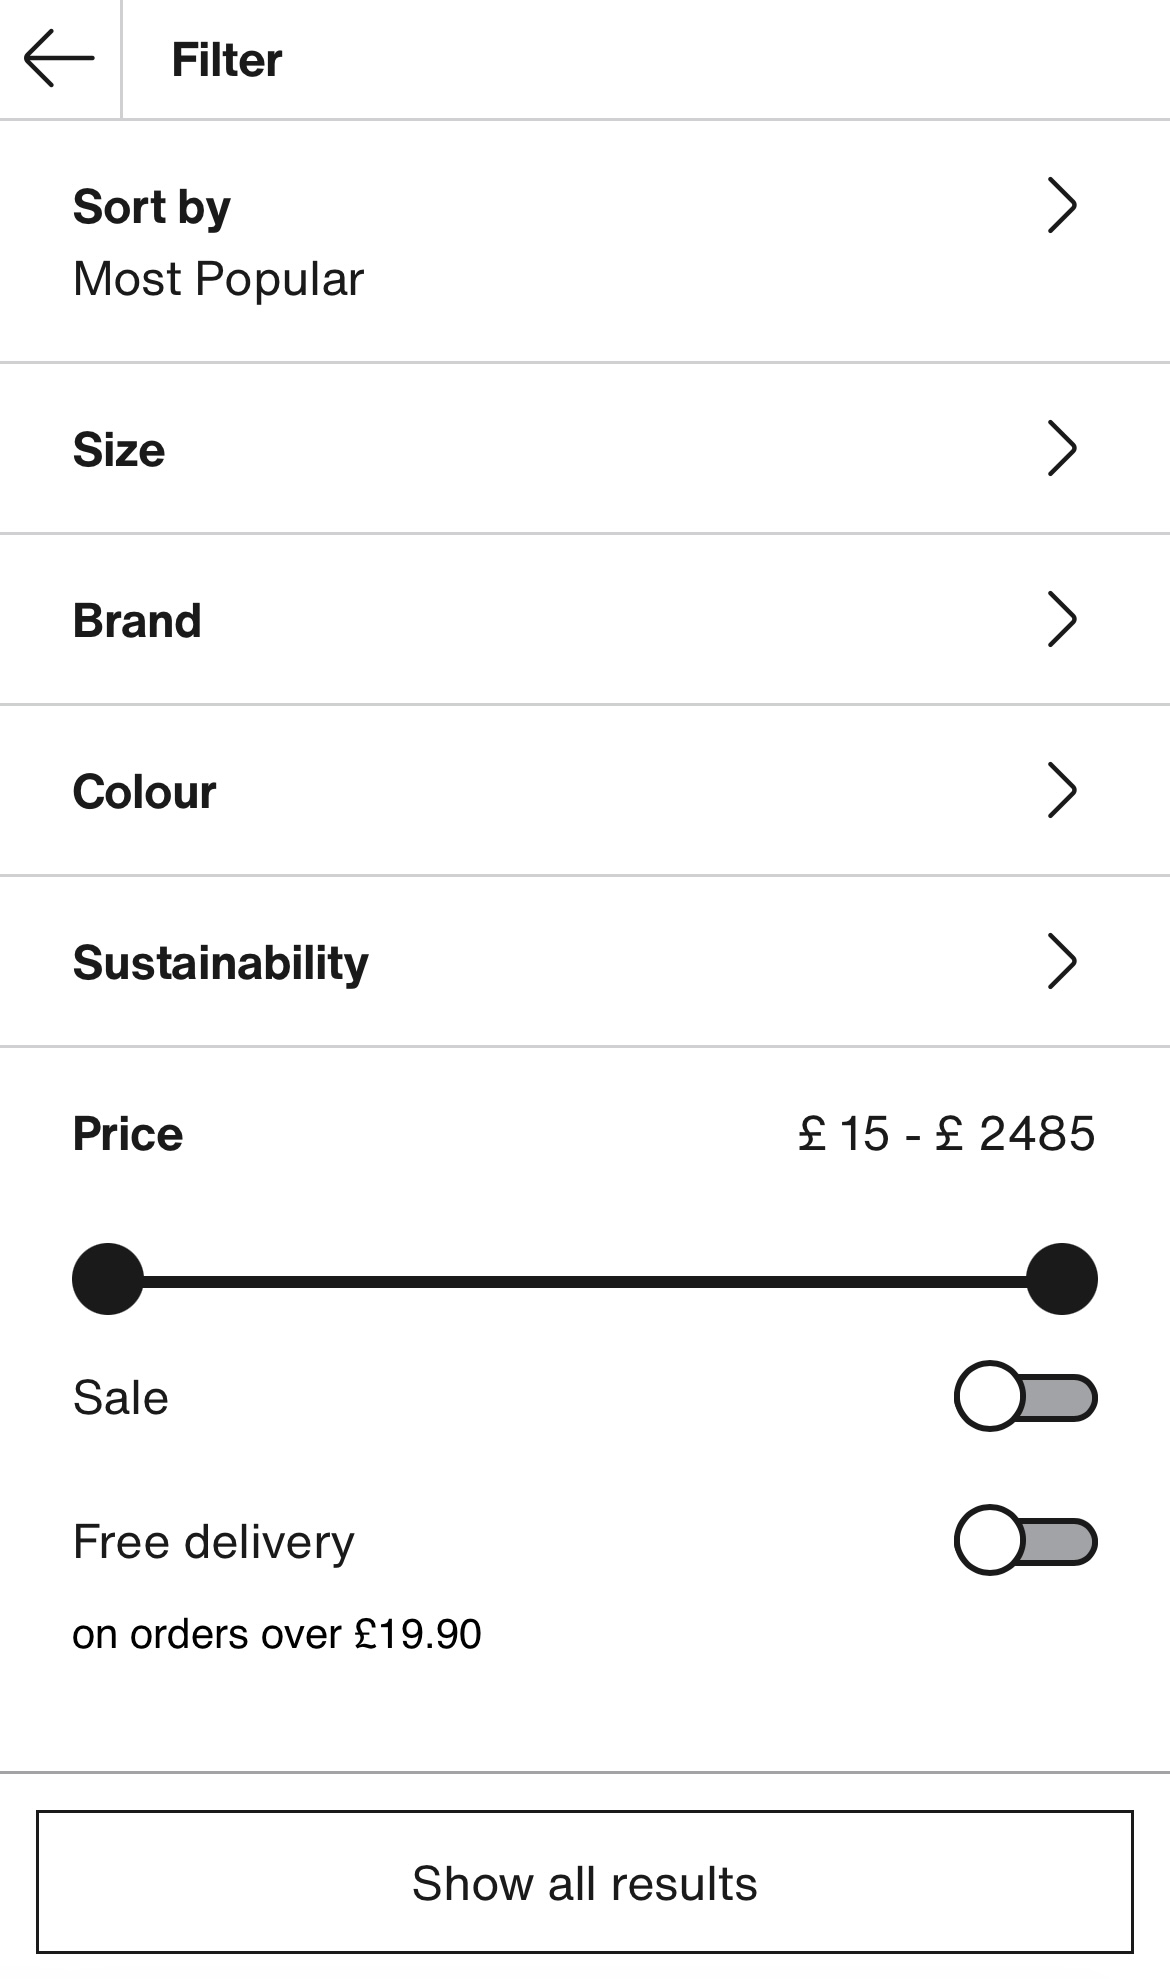 Filter
Sort by
Most Popular
Size
Brand
Colour
Sustainability
Price £ 15 - £ 2485
Sale
Free delivery
on orders over £19.90
Show all results